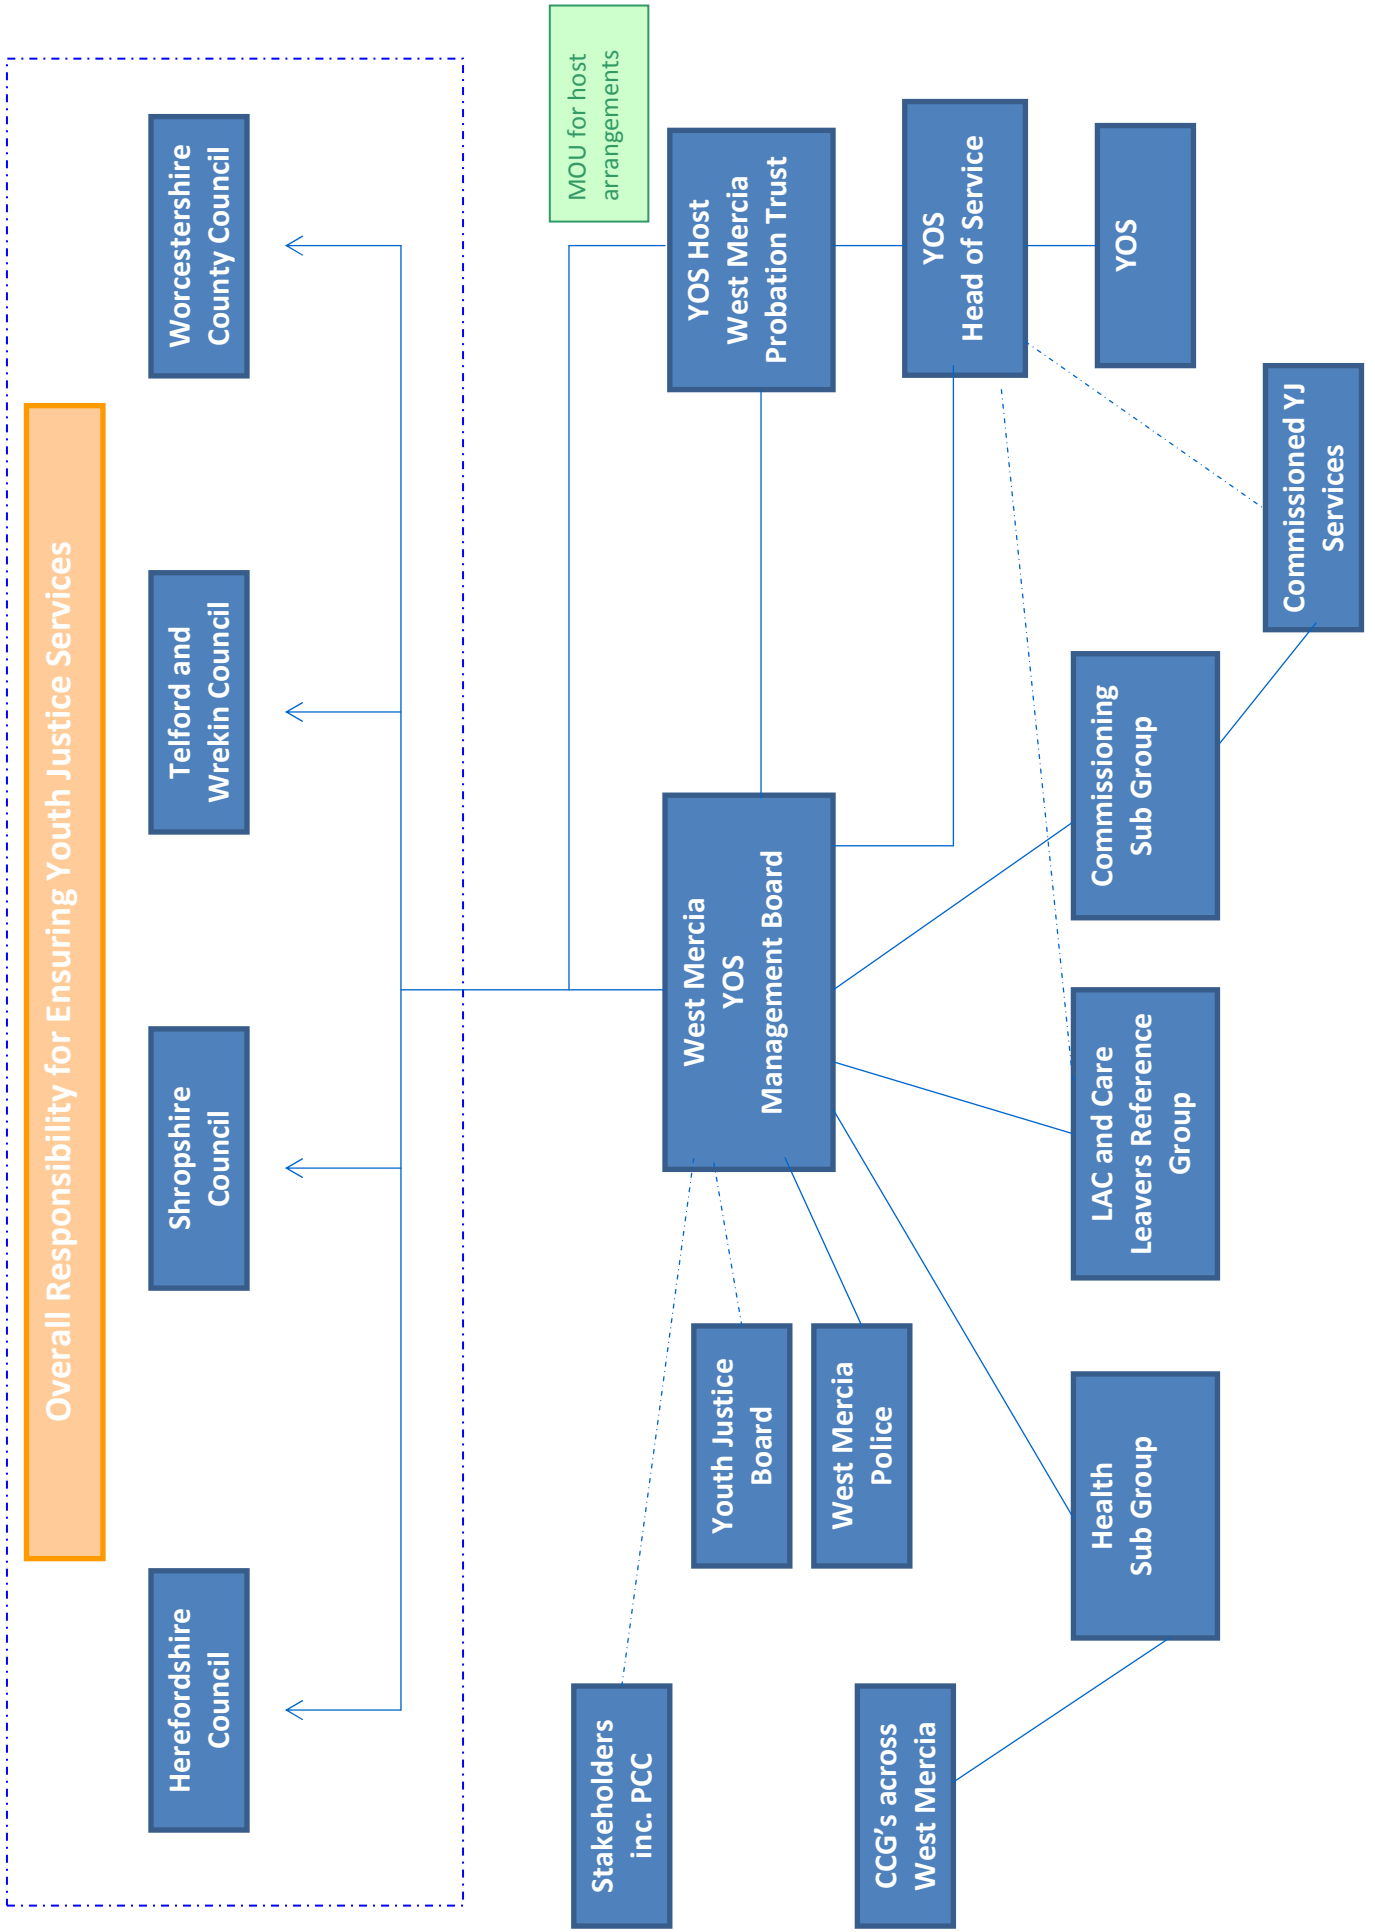 Overall Responsibility for Ensuring Youth Justice Services
Herefordshire
Council
Shropshire
Council
Telford and
Wrekin Council
Worcestershire
County Council
MOU for host
arrangements
Stakeholders
inc. PCC
Youth Justice
Board
West Mercia
Police
West Mercia
YOS
Management Board
YOS Host
West Mercia
Probation Trust
CCG’s across
West Mercia
YOS
Head of Service
Health
Sub Group
LAC and Care
Leavers Reference
Group
Commissioning
Sub Group
YOS
Commissioned YJ
Services